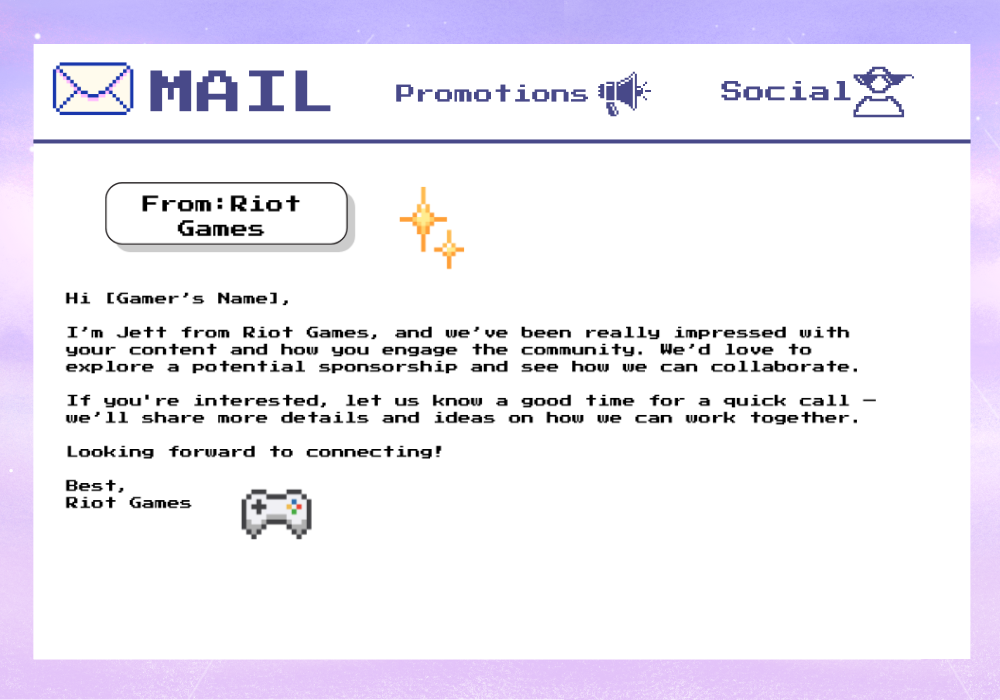 MAIL
Promotions
Social
From:Riot
Games
Hi [Gamer’s Name],
I’m Jett from Riot Games, and we’ve been really impressed with
your content and how you engage the community. We’d love to
explore a potential sponsorship and see how we can collaborate.
If you're interested, let us know a good time for a quick call —
we’ll share more details and ideas on how we can work together.
Looking forward to connecting!
Best,
Riot Games